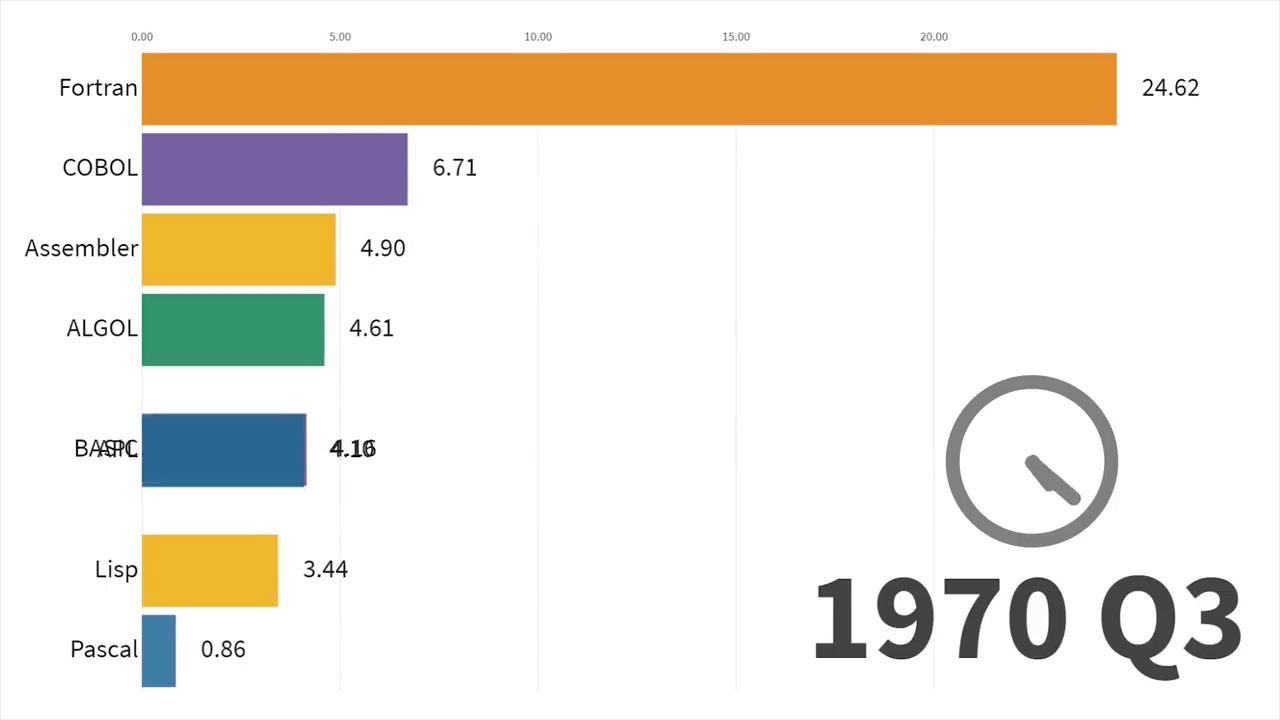 0.00 5.00 10.00 15.00 20.00
Fortran 24.62
COBOL 6.71
Assembler 4.90
ALGOL 4.61
Lisp 3.44
Pascal 0.86
1970 Q3